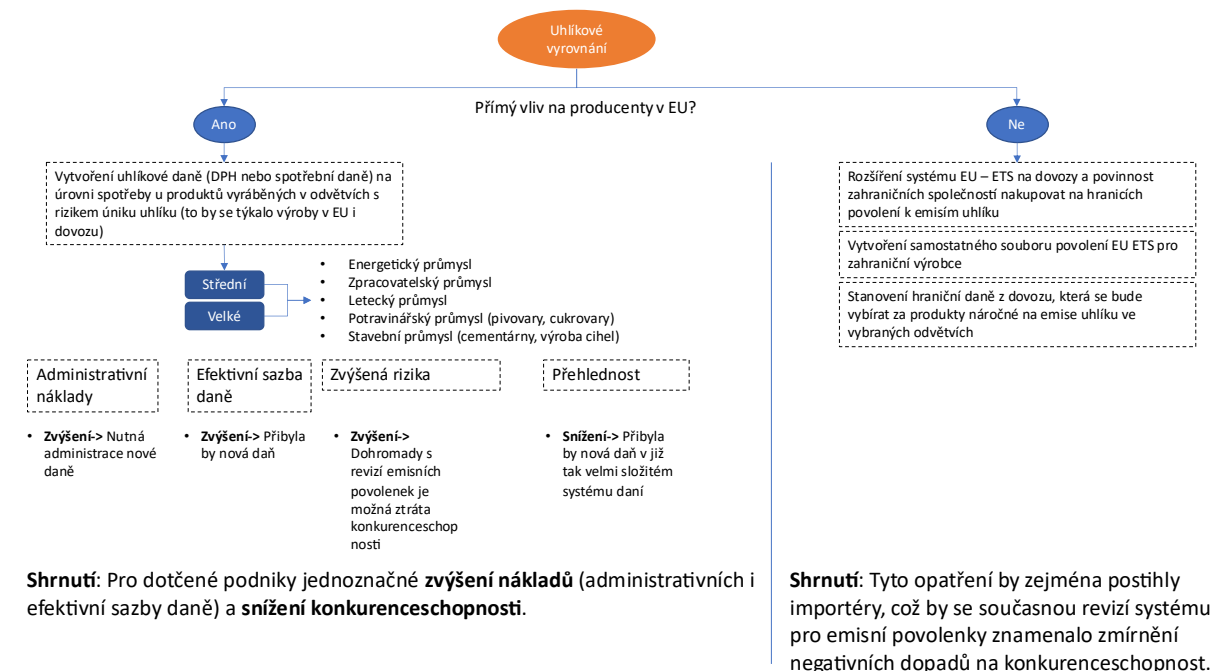 Uhlíkové
vyrovnání
Přímý vliv na producenty v EU?
Ano
Ne
Vytvoření uhlíkové daně (DPH nebo spotřební daně) na
úrovni spotřeby u produktů vyráběných v odvětvích s
rizikem úniku uhlíku (to by se týkalo výroby v EU i
dovozu)
Střední
Velké
• Energetický průmysl
• Zpracovatelský průmysl
• Letecký průmysl
• Potravinářský průmysl (pivovary, cukrovary)
• Stavební průmysl (cementárny, výroba cihel)
Administrativní
náklady
• Zvýšení-> Nutná
administrace nové
daně
Efektivní sazba
daně
• Zvýšení-> Přibyla
by nová daň
Zvýšená rizika
• Zvýšení->
Dohromady s
revizí emisních
povolenek je
možná ztráta
konkurenceschop
nosti
Přehlednost
• Snížení-> Přibyla
by nová daň v již
tak velmi složitém
systému daní
Shrnutí: Pro dotčené podniky jednoznačné zvýšení nákladů (administrativních i
efektivní sazby daně) a snížení konkurenceschopnosti.
Rozšíření systému EU – ETS na dovozy a povinnost
zahraničních společností nakupovat na hranicích
povolení k emisím uhlíku
Vytvoření samostatného souboru povolení EU ETS pro
zahraniční výrobce
Stanovení hraniční daně z dovozu, která se bude
vybírat za produkty náročné na emise uhlíku ve
vybraných odvětvích
Shrnutí: Tyto opatření by zejména postihly
importéry, což by se současnou revizí systému
pro emisní povolenky znamenalo zmírnění
negativních dopadů na konkurenceschopnost.